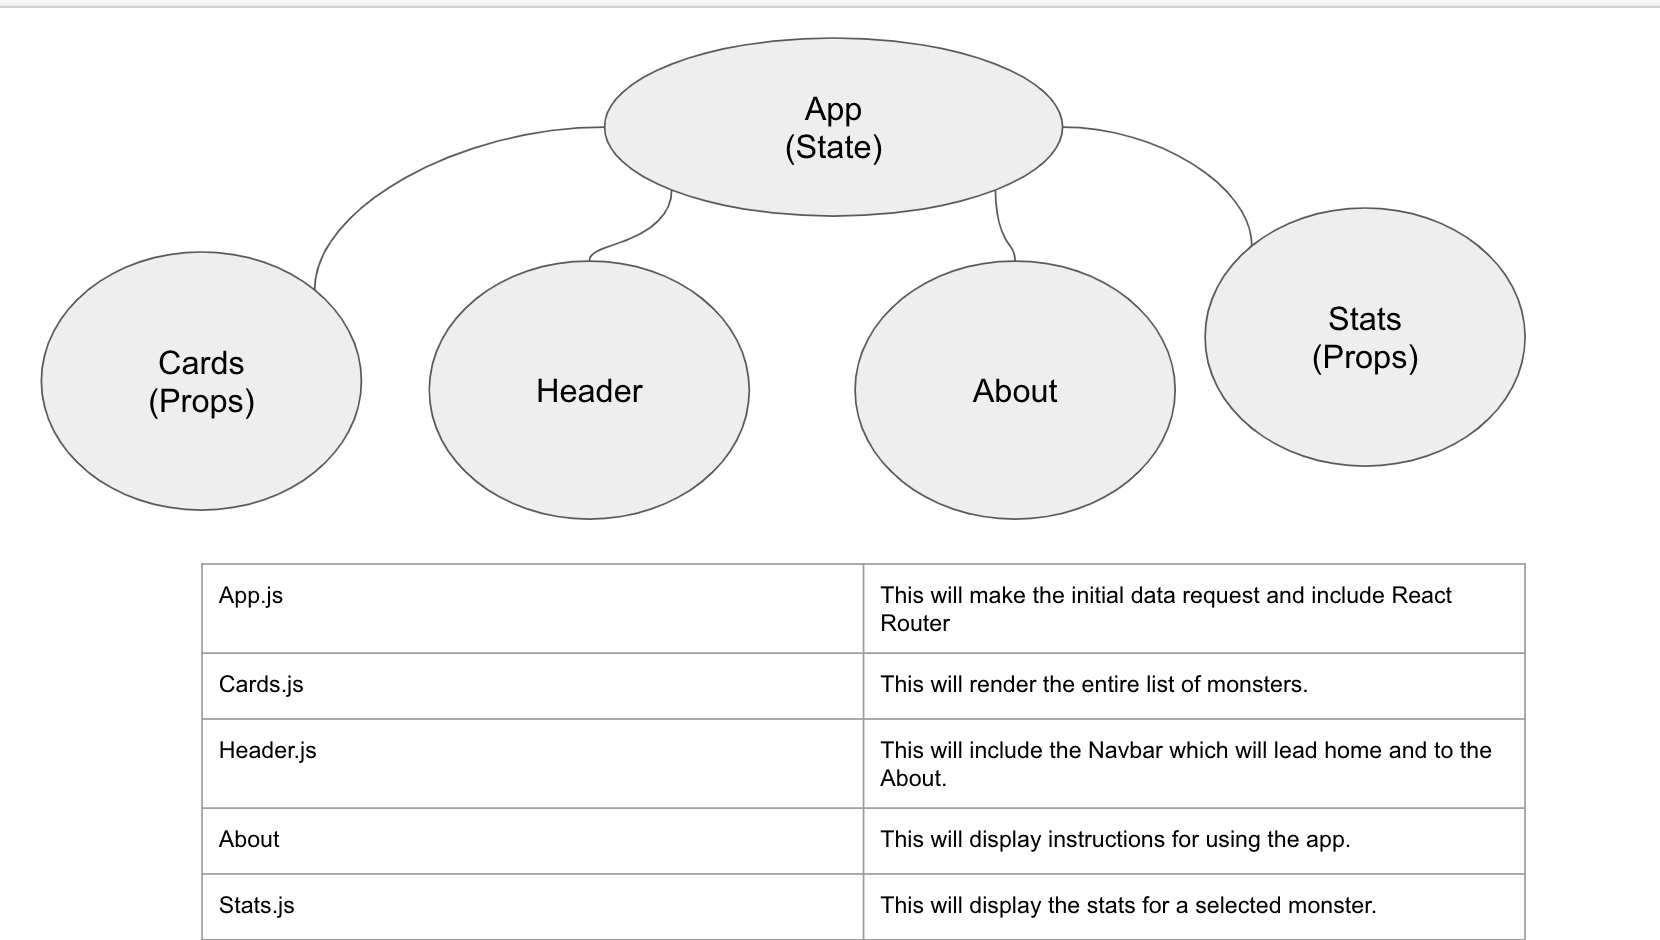 App
(State)
Cards
(Props)
Header
About
Stats
(Props)
App.js
This will make the initial data request and include React
Router
Cards.js
This will render the entire list of monsters.
Header.js
This will include the Navbar which will lead home and to the
About.
About
This will display instructions for using the app.
Stats.js
This will display the stats for a selected monster.